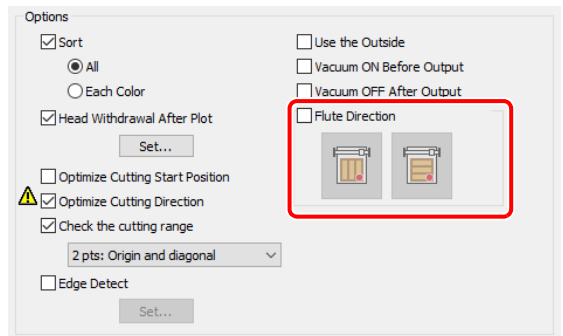 Options
Sort
All
Each Color
Head Withdrawal After Plot
Set...
Optimize Cutting Start Position
Optimize Cutting Direction
Check the cutting range
2 pts: Origin and diagonal
Edge Detect
Set...
Use the Outside
Vacuum ON Before Output
Vacuum OFF After Output
Flute Direction